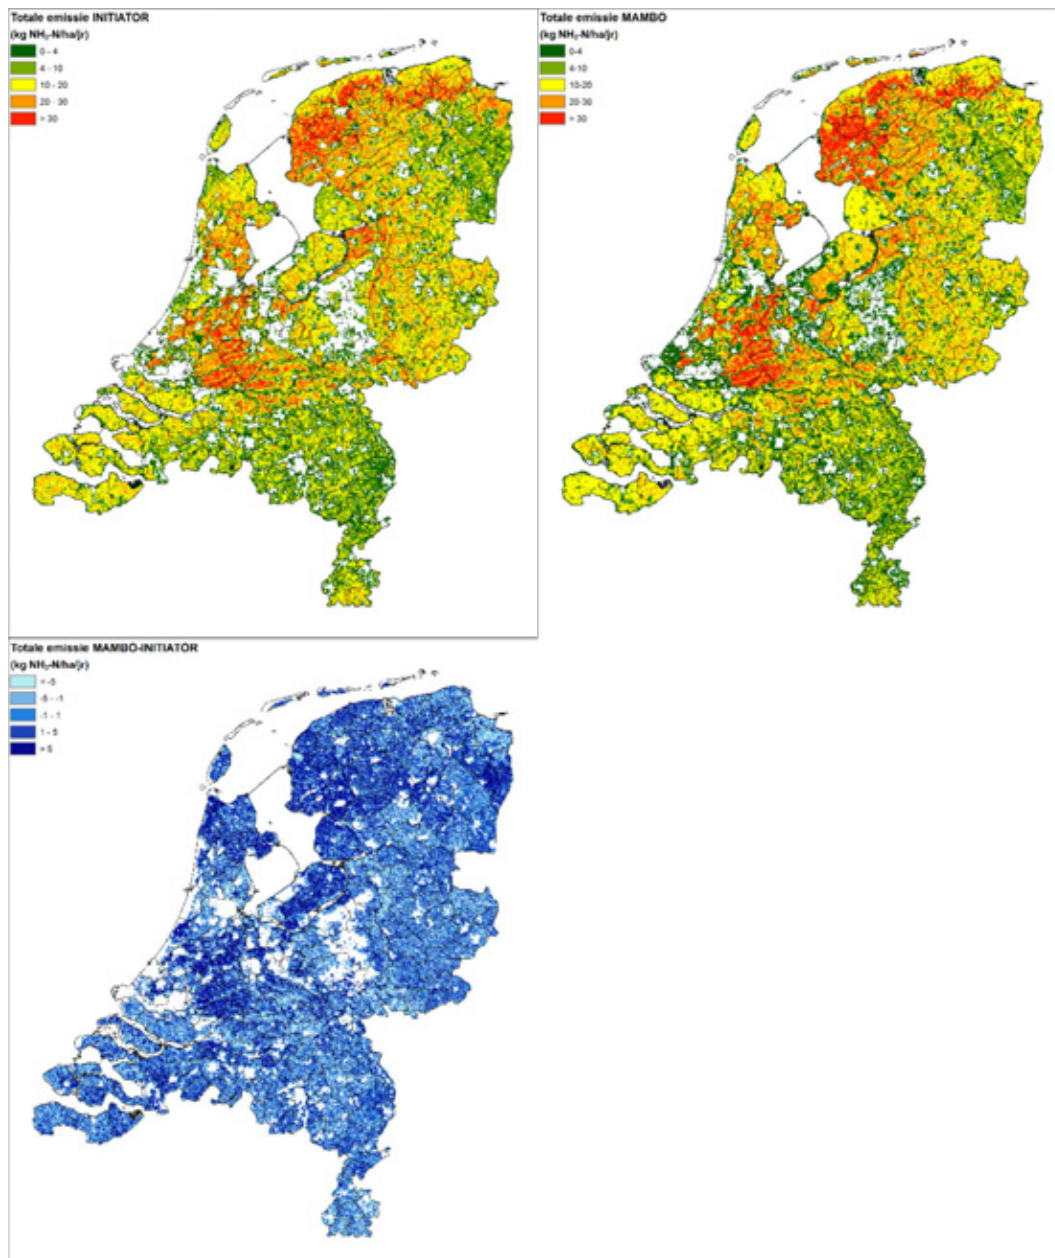 Totale emissie INITIATOR
(kg NH₃-N/ha/jr)
0 - 4
4 - 10
10 - 20
20 - 30
> 30
Totale emissie MAMBO
(kg NH₃-N/ha/jr)
0-4
4-10
10-20
20-30
> 30
Totale emissie MAMBO-INITIATOR
(kg NH₃-N/ha/jr)
< -5
-5 - -1
-1 - 1
1 - 5
> 5